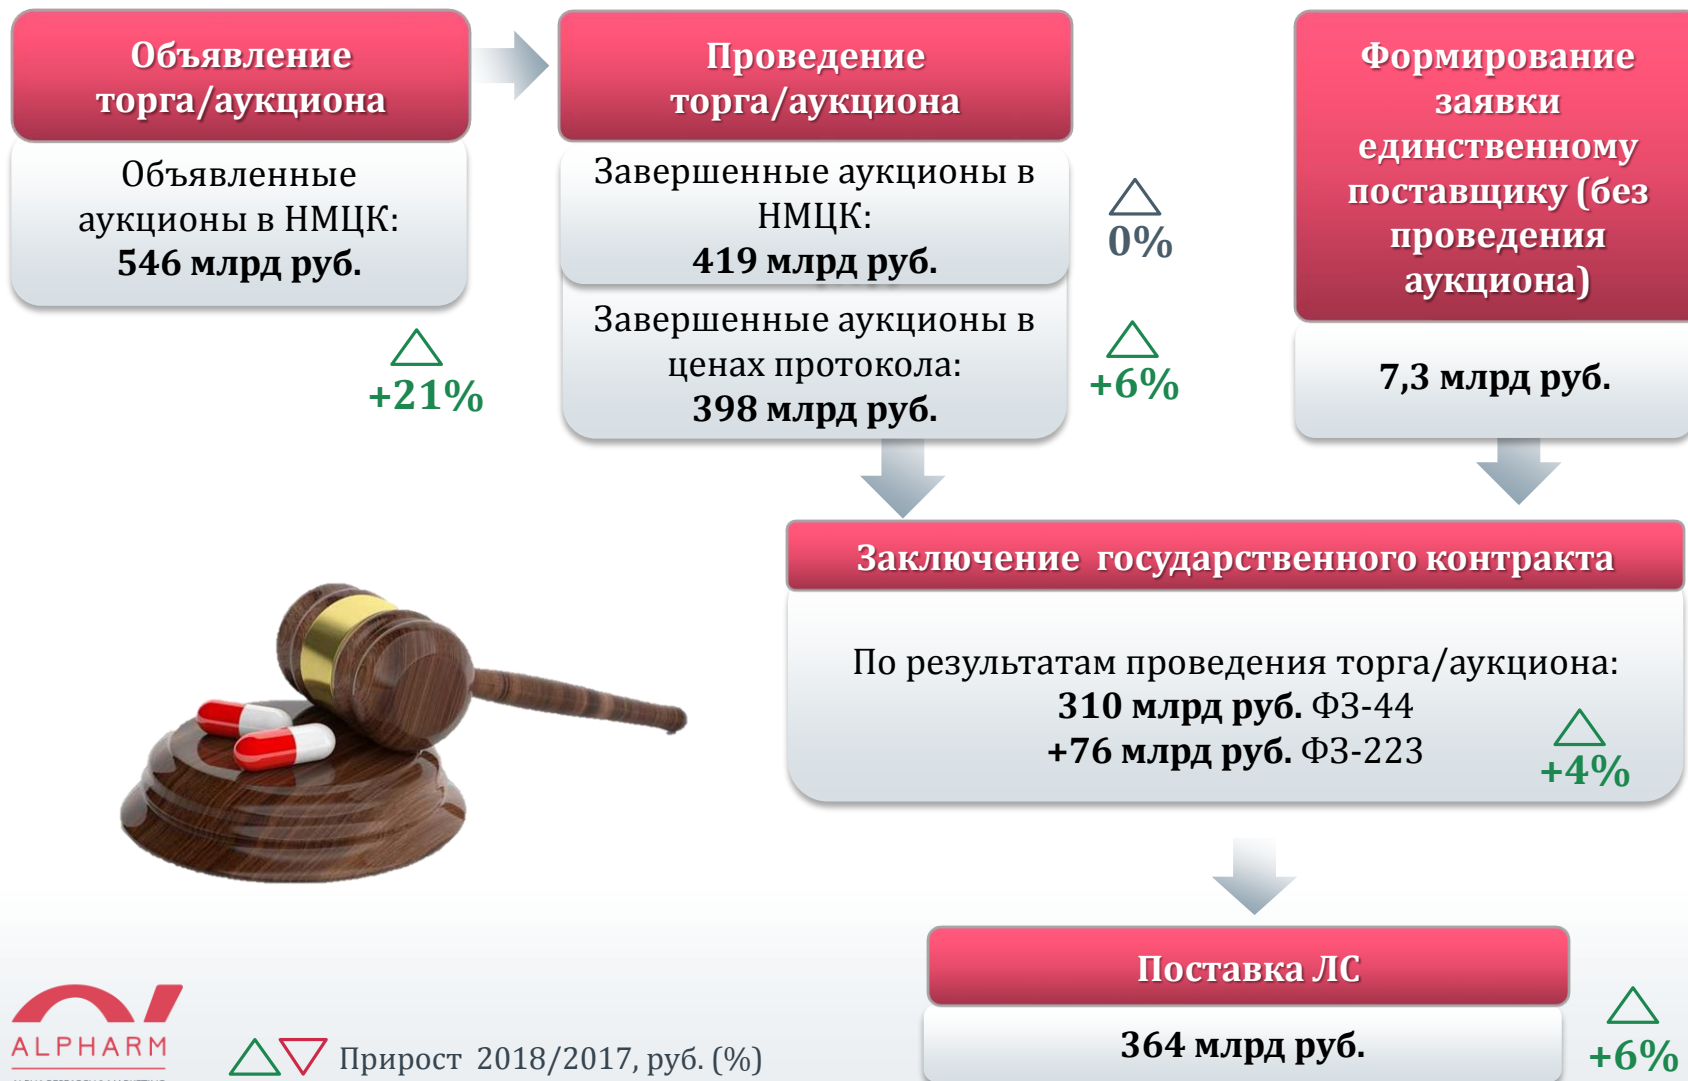 Объявление
торга/аукциона
Объявленные
аукционы в НМЦК:
546 млрд руб.
+21%
Проведение
торга/аукциона
Завершенные аукционы в
НМЦК:
419 млрд руб.
0%
Завершенные аукционы в
ценах протокола:
398 млрд руб.
+6%
Формирование
заявки
единственному
поставщику (без
проведения
аукциона)
7,3 млрд руб.
Заключение государственного контракта
По результатам проведения торга/аукциона:
310 млрд руб. ФЗ-44
+76 млрд руб. ФЗ-223
+4%
Поставка ЛС
364 млрд руб.
+6%
ALPHARM
Прирост 2018/2017, руб. (%)